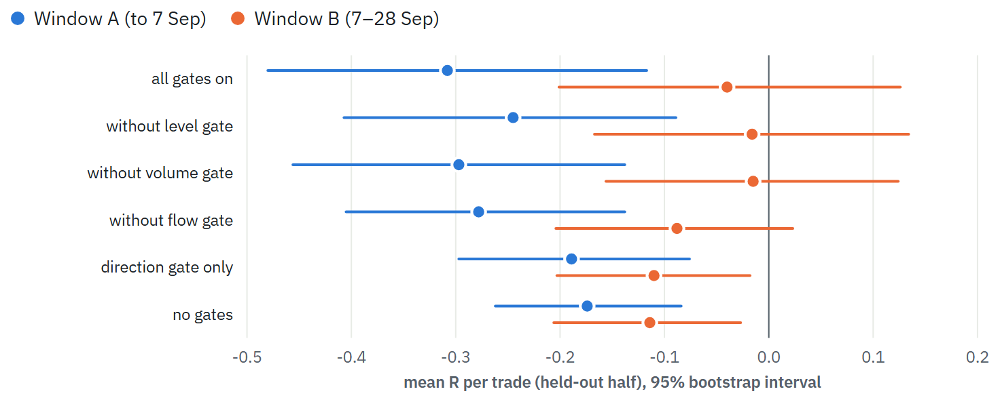 Window A (to 7 Sep) Window B (7–28 Sep)
all gates on
without level gate
without volume gate
without flow gate
direction gate only
no gates
-0.5 -0.4 -0.3 -0.2 -0.1 0.0 0.1 0.2
mean R per trade (held-out half), 95% bootstrap interval